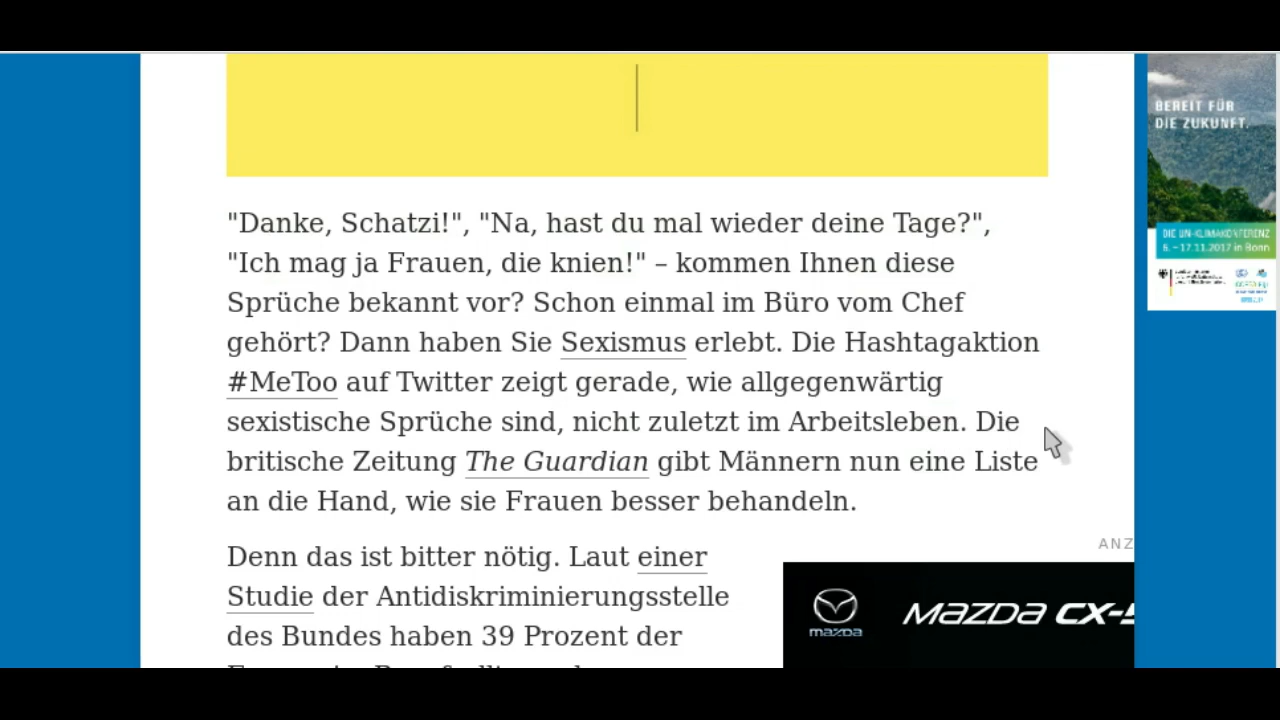 BEREIT FÜR
DIE ZUKUNFT.
DIE UN-KLIMAKONFERENZ
6. – 17.11.2017 in Bonn
"Danke, Schatzi!", "Na, hast du mal wieder deine Tage?",
"Ich mag ja Frauen, die knien!" – kommen Ihnen diese
Sprüche bekannt vor? Schon einmal im Büro vom Chef
gehört? Dann haben Sie Sexismus erlebt. Die Hashtagaktion
#MeToo auf Twitter zeigt gerade, wie allgegenwärtig
sexistische Sprüche sind, nicht zuletzt im Arbeitsleben. Die
britische Zeitung The Guardian gibt Männern nun eine Liste
an die Hand, wie sie Frauen besser behandeln.
ANZ
Denn das ist bitter nötig. Laut einer
Studie der Antidiskriminierungsstelle
des Bundes haben 39 Prozent der
mazda
MAZDA CX-5